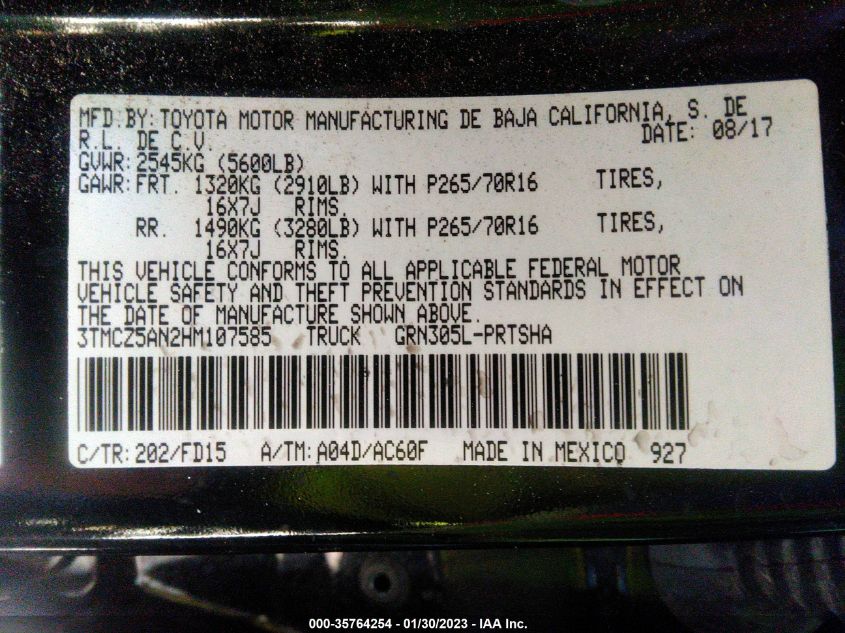 MFD.BY:TOYOTA MOTOR MANUFACTURING DE BAJA CALIFORNIA, S. DE
R.L. DE C.V. DATE: 08/17
GVWR:2545KG (5600LB)
GAWR:FRT. 1320KG (2910LB) WITH P265/70R16 TIRES,
16X7J RIMS.
RR. 1490KG (3280LB) WITH P265/70R16 TIRES,
16X7J RIMS.
THIS VEHICLE CONFORMS TO ALL APPLICABLE FEDERAL MOTOR
VEHICLE SAFETY AND THEFT PREVENTION STANDARDS IN EFFECT ON
THE DATE OF MANUFACTURE SHOWN ABOVE.
3TMCZ5AN2HM107585 TRUCK GRN305L-PRTSHA
C/TR:202/FD15 A/TM:A04D/AC60F MADE IN MEXICO 927
000-35764254 - 01/30/2023 - IAA Inc.